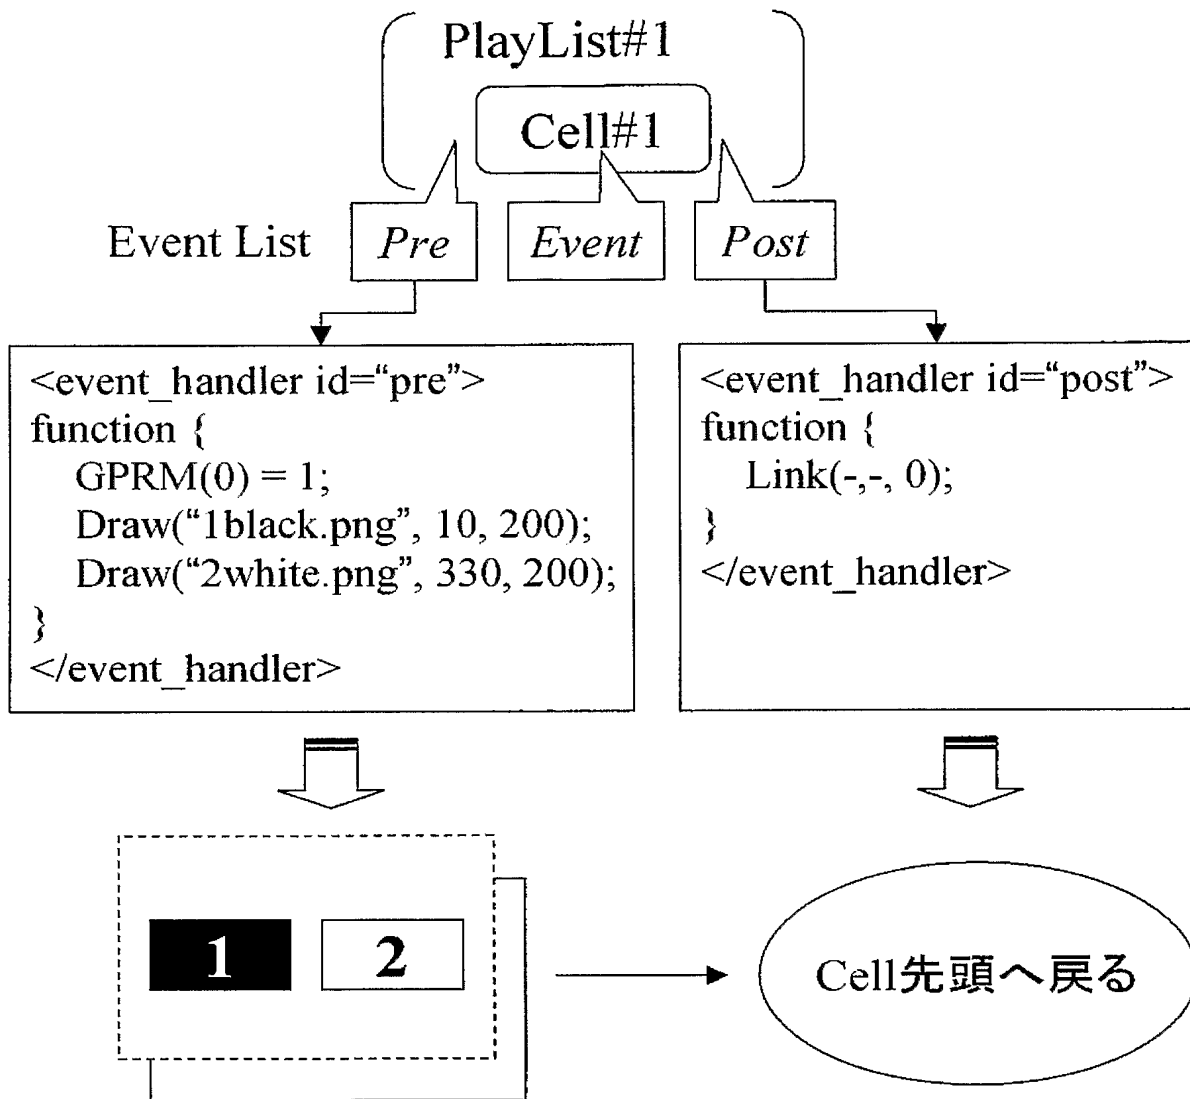 PlayList#1
Cell#1
Event List
Pre
Event
Post
<event_handler id=“pre”>
function {
GPRM(0) = 1;
Draw(“1black.png”, 10, 200);
Draw(“2white.png”, 330, 200);
}
</event_handler>
<event_handler id=“post”>
function {
Link(-,-, 0);
}
</event_handler>
1
2
Cell先頭へ戻る